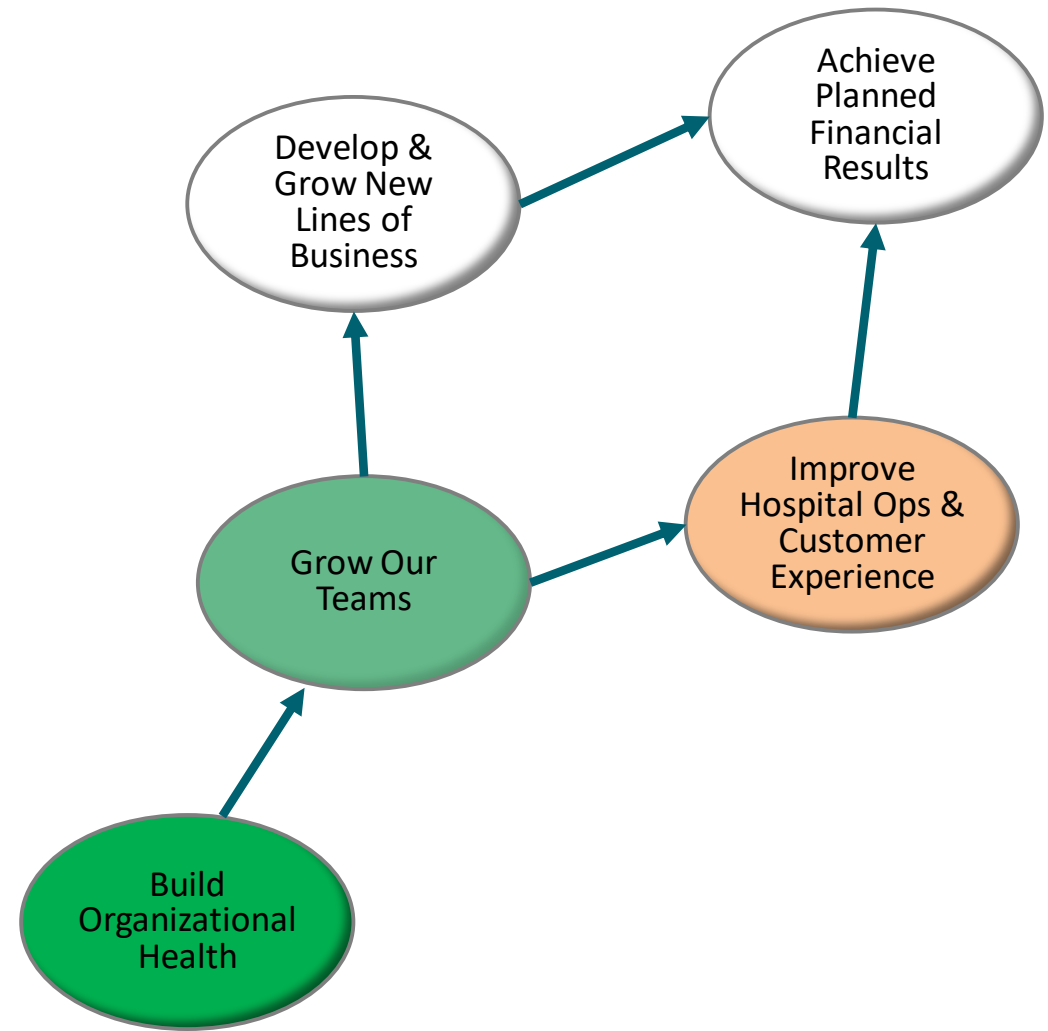 Achieve
Planned
Financial
Results
Develop &
Grow New
Lines of
Business
Improve
Hospital Ops &
Customer
Experience
Grow Our
Teams
Build
Organizational
Health